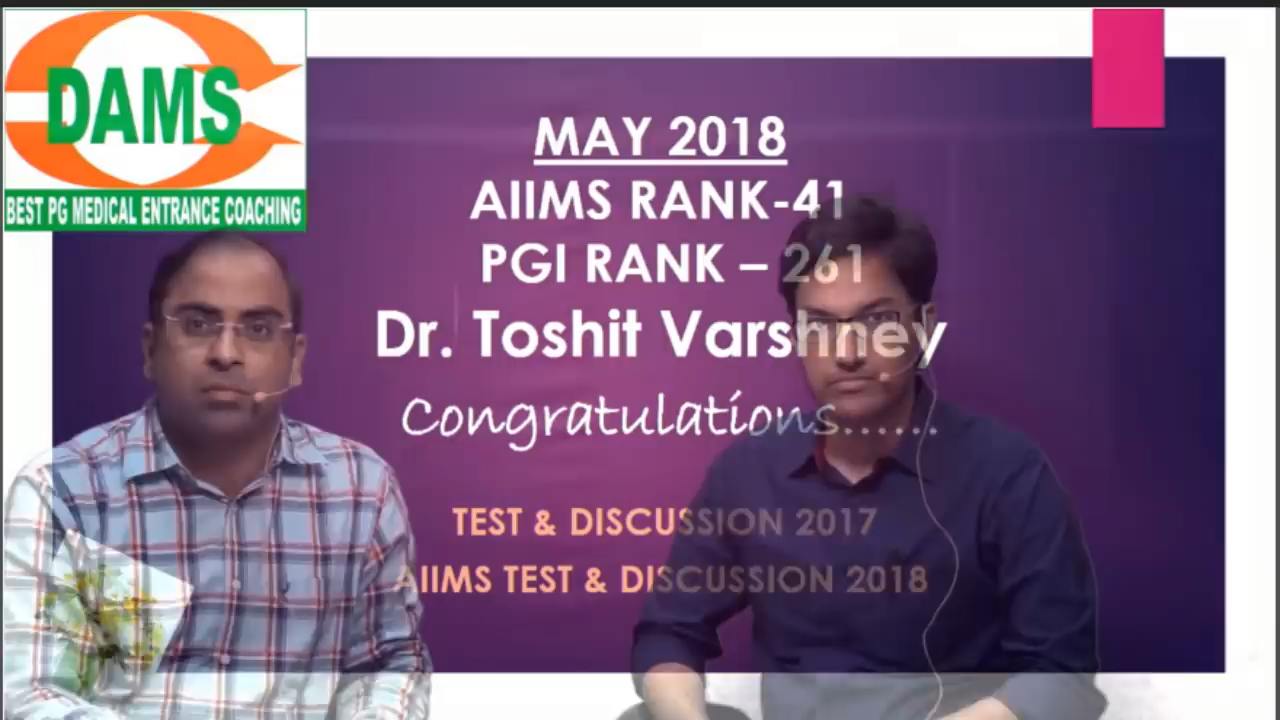 DAMS
BEST PG MEDICAL ENTRANCE COACHING
MAY 2018
AIIMS RANK-41
PGI RANK – 261
Dr. Toshit Varshney
Congratulations......
TEST & DISCUSSION 2017
AIIMS TEST & DISCUSSION 2018